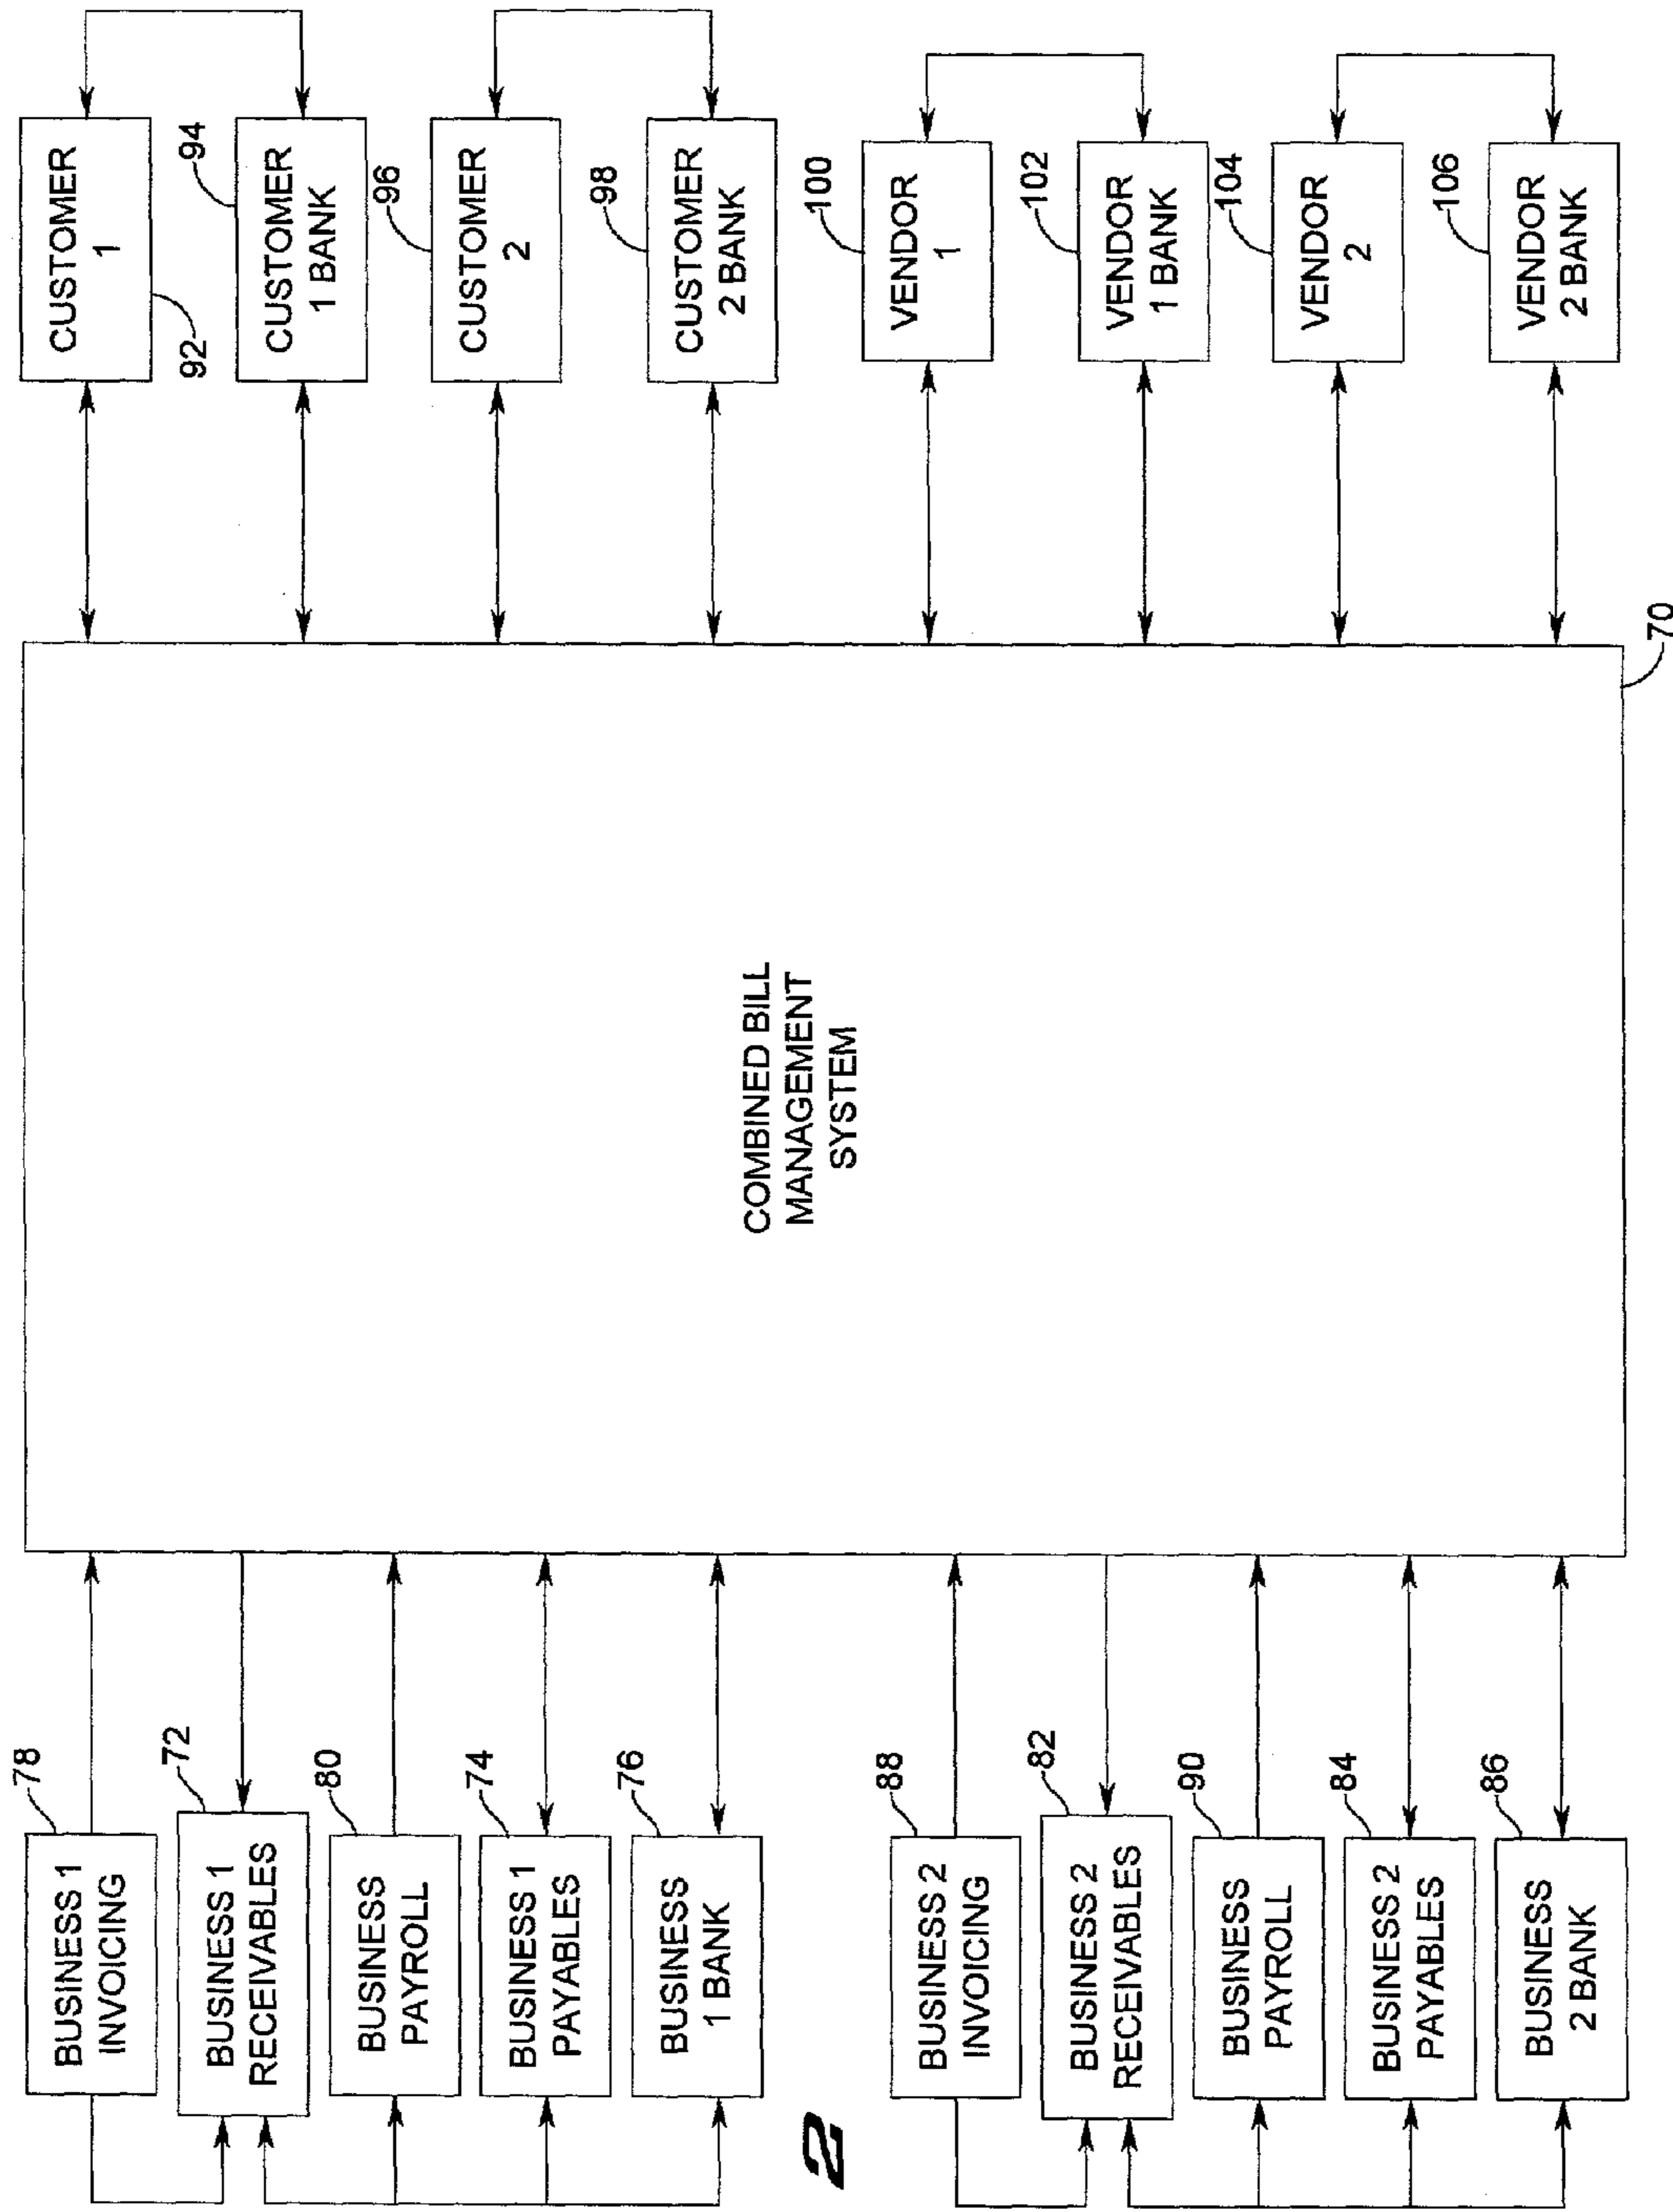 78
BUSINESS 1
INVOICING
72
BUSINESS 1
RECEIVABLES
80
BUSINESS
PAYROLL
74
BUSINESS 1
PAYABLES
76
BUSINESS
1 BANK
2
88
BUSINESS 2
INVOICING
82
BUSINESS 2
RECEIVABLES
90
BUSINESS
PAYROLL
84
BUSINESS 2
PAYABLES
86
BUSINESS
2 BANK
COMBINED BILL
MANAGEMENT
SYSTEM
70
CUSTOMER
1
92
CUSTOMER
1 BANK
94
CUSTOMER
2
96
CUSTOMER
2 BANK
98
VENDOR
1
100
VENDOR
1 BANK
102
VENDOR
2
104
VENDOR
2 BANK
106